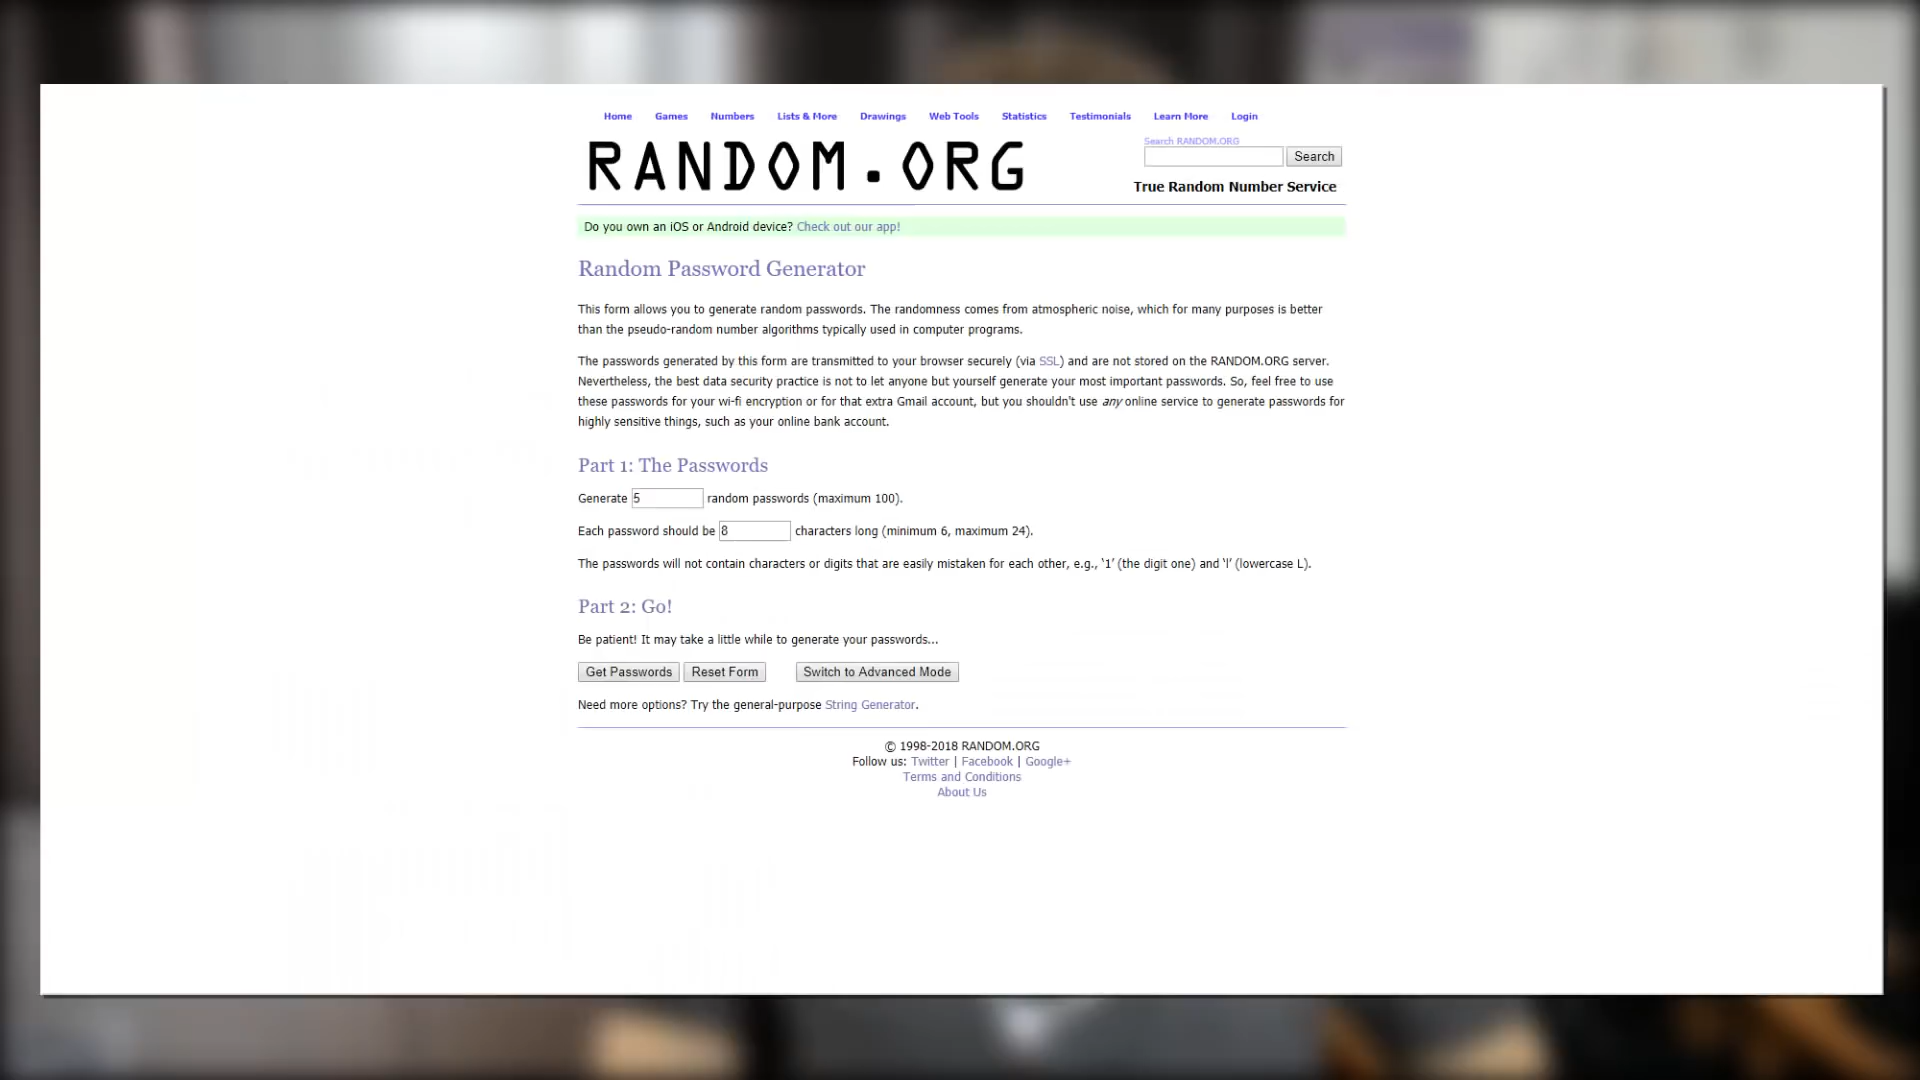 Home Games Numbers Lists & More Drawings Web Tools Statistics Testimonials Learn More Login
RANDOM.ORG
Search RANDOM.ORG
Search
True Random Number Service
Do you own an iOS or Android device? Check out our app!
Random Password Generator
This form allows you to generate random passwords. The randomness comes from atmospheric noise, which for many purposes is better
than the pseudo-random number algorithms typically used in computer programs.
The passwords generated by this form are transmitted to your browser securely (via SSL) and are not stored on the RANDOM.ORG server.
Nevertheless, the best data security practice is not to let anyone but yourself generate your most important passwords. So, feel free to use
these passwords for your wi-fi encryption or for that extra Gmail account, but you shouldn't use any online service to generate passwords for
highly sensitive things, such as your online bank account.
Part 1: The Passwords
Generate 5 random passwords (maximum 100).
Each password should be 8 characters long (minimum 6, maximum 24).
The passwords will not contain characters or digits that are easily mistaken for each other, e.g., ‘1’ (the digit one) and ‘l’ (lowercase L).
Part 2: Go!
Be patient! It may take a little while to generate your passwords...
Get Passwords Reset Form Switch to Advanced Mode
Need more options? Try the general-purpose String Generator.
© 1998-2018 RANDOM.ORG
Follow us: Twitter | Facebook | Google+
Terms and Conditions
About Us